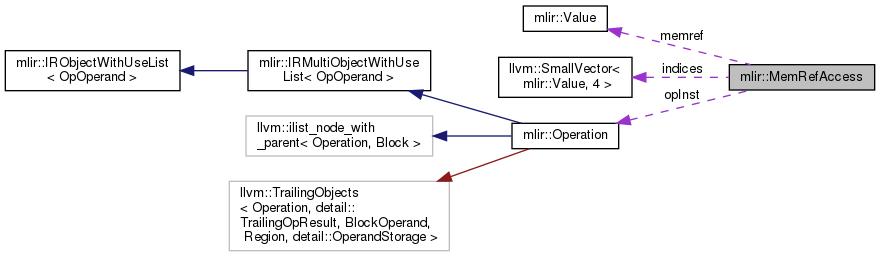 mlir::Value
memref
mlir::IRObjectWithUseList
< OpOperand >
mlir::IRMultiObjectWithUse
List< OpOperand >
llvm::SmallVector<
mlir::Value, 4 >
indices
mlir::MemRefAccess
opInst
llvm::ilist_node_with
_parent< Operation, Block >
mlir::Operation
llvm::TrailingObjects
< Operation, detail::
TrailingOpResult, BlockOperand,
Region, detail::OperandStorage >